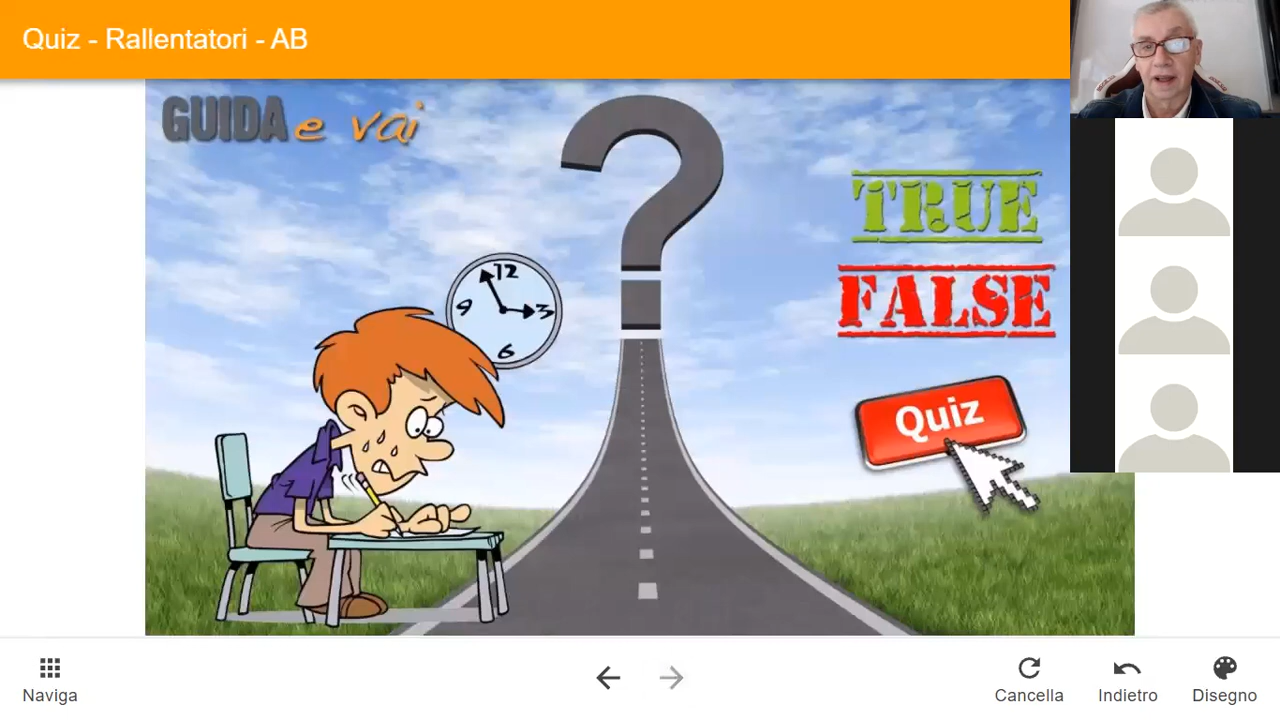 Quiz - Rallentatori - AB
GUIDA e vai
TRUE
FALSE
12
9
3
6
Quiz
Naviga
Cancella
Indietro
Disegno